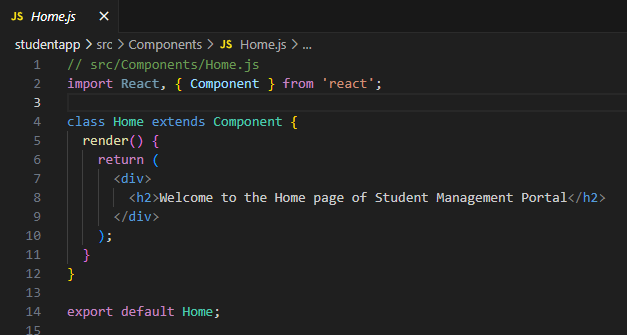 JS Home.js ×
studentapp > src > Components > JS Home.js > ...
1 // src/Components/Home.js
2 import React, { Component } from 'react';
3
4 class Home extends Component {
5   render() {
6     return (
7       <div>
8         <h2>Welcome to the Home page of Student Management Portal</h2>
9       </div>
10     );
11   }
12 }
13
14 export default Home;
15